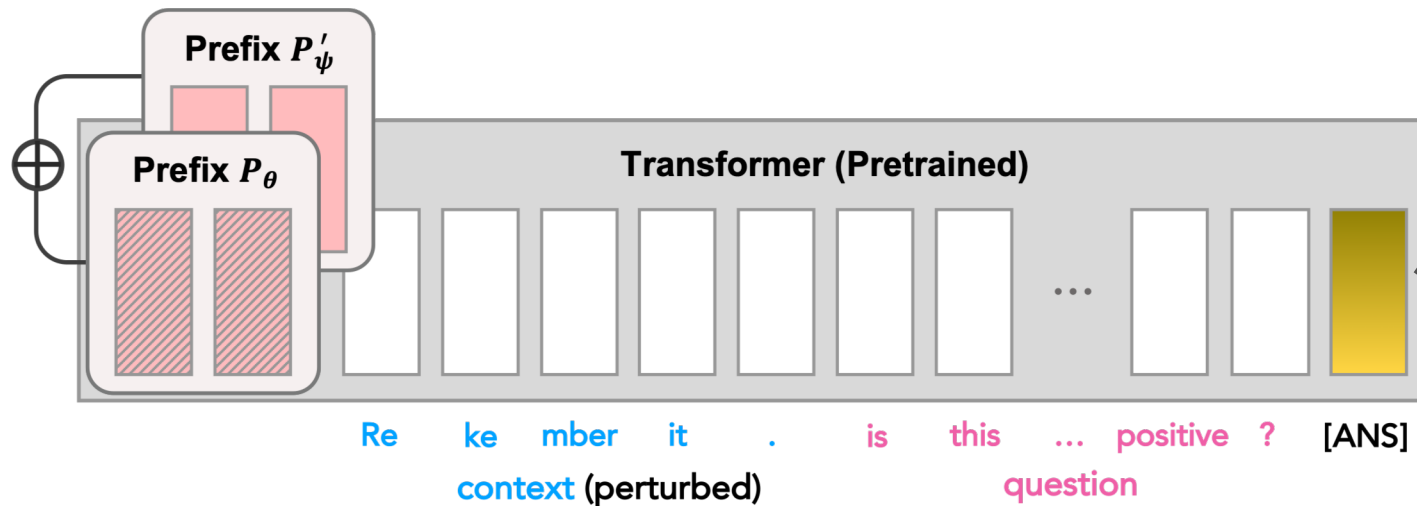 Prefix P′ψ
Prefix Pθ
Transformer (Pretrained)
...
Re ke mber it . is this ... positive ? [ANS]
context (perturbed) question